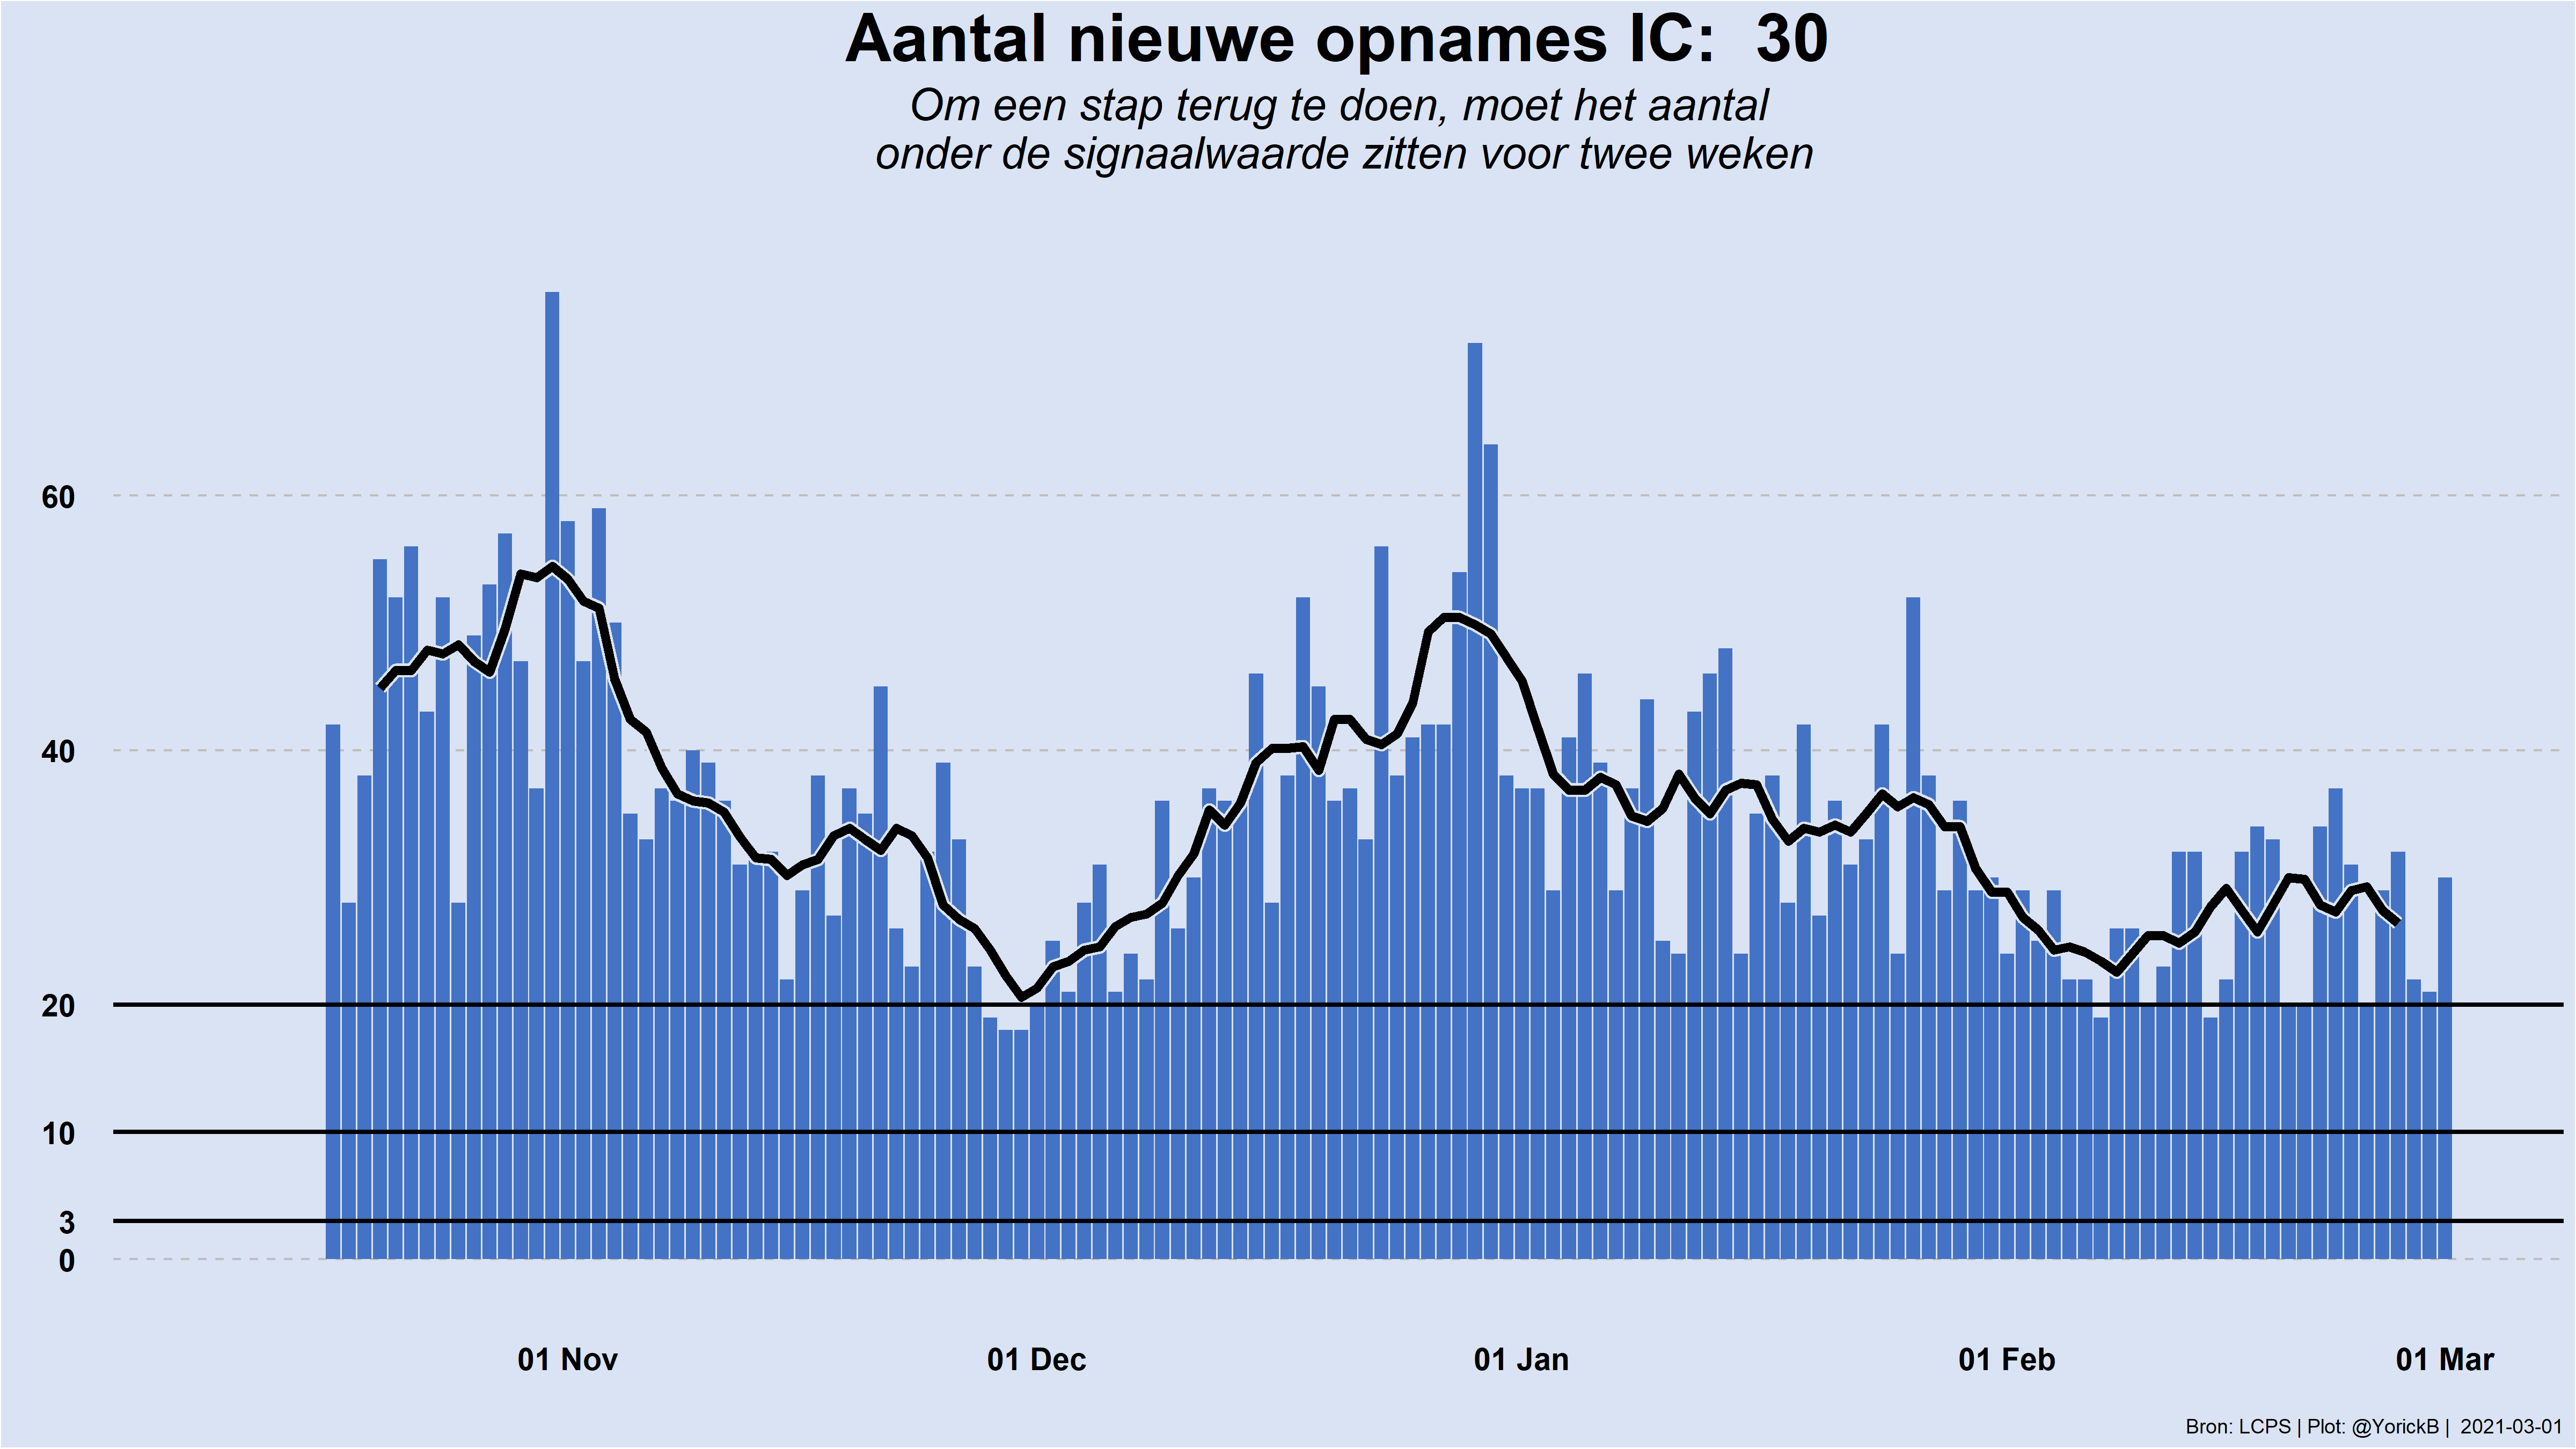 Aantal nieuwe opnames IC: 30
Om een stap terug te doen, moet het aantal
onder de signaalwaarde zitten voor twee weken
60
40
20
10
3
0
01 Nov
01 Dec
01 Jan
01 Feb
01 Mar
Bron: LCPS | Plot: @YorickB | 2021-03-01